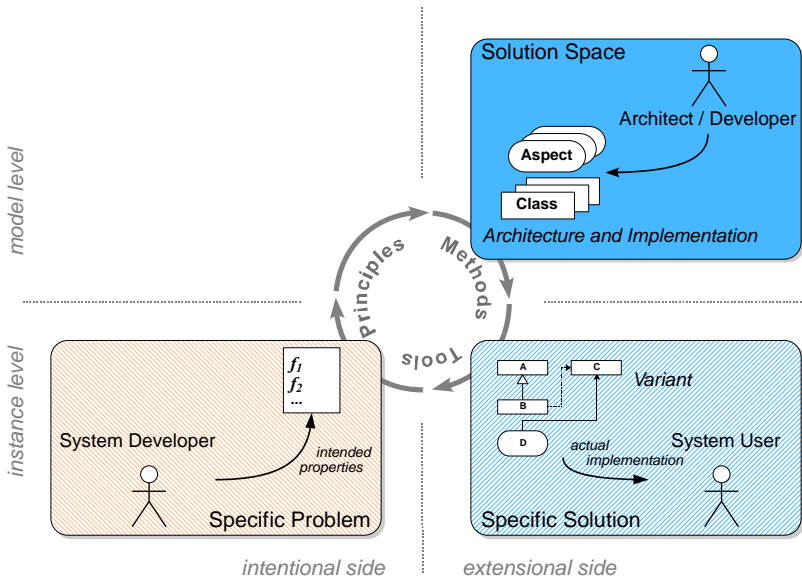 Solution Space
Architect / Developer
Aspect
Class
Architecture and Implementation
model level
Principles
Methods
Tools
instance level
f1
f2
...
System Developer
intended
properties
Specific Problem
A
C
B
D
Variant
actual
implementation
System User
Specific Solution
intentional side
extensional side